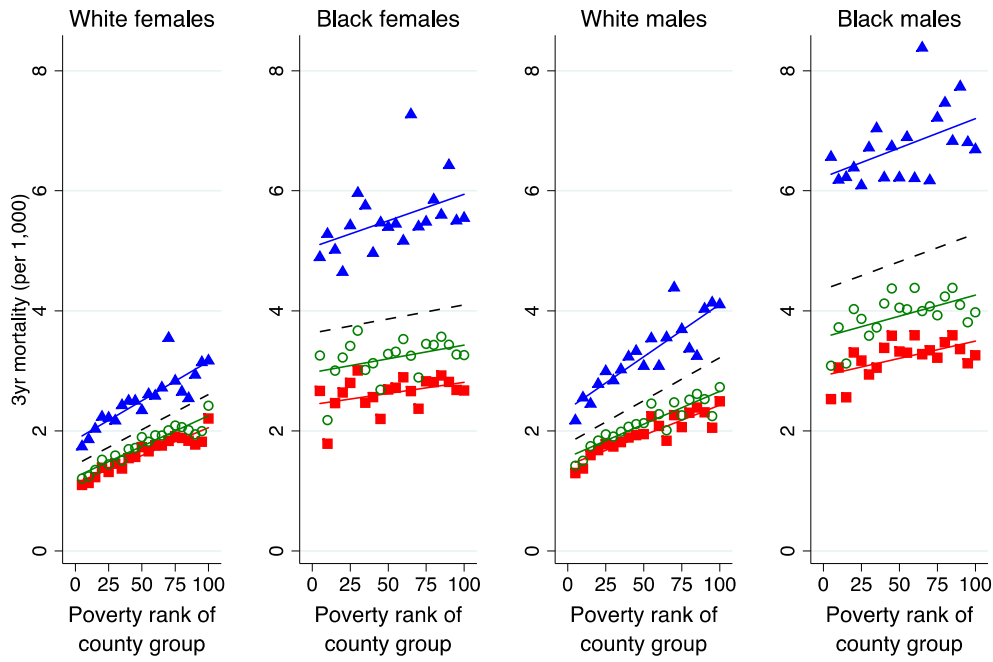 White females
Black females
White males
Black males
3yr mortality (per 1,000)
8
6
4
2
0
8
6
4
2
0
8
6
4
2
0
8
6
4
2
0
0 25 50 75 100
0 25 50 75 100
0 25 50 75 100
0 25 50 75 100
Poverty rank of
county group
Poverty rank of
county group
Poverty rank of
county group
Poverty rank of
county group